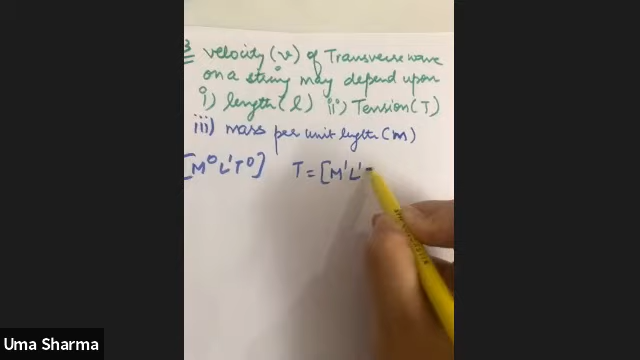 3 velocity (v) of Transverse wave
on a string may depend upon
i) length (l) ii) Tension (T)
iii) mass per unit length (m)
[M⁰L¹T⁰] T = [M¹L¹
Uma Sharma